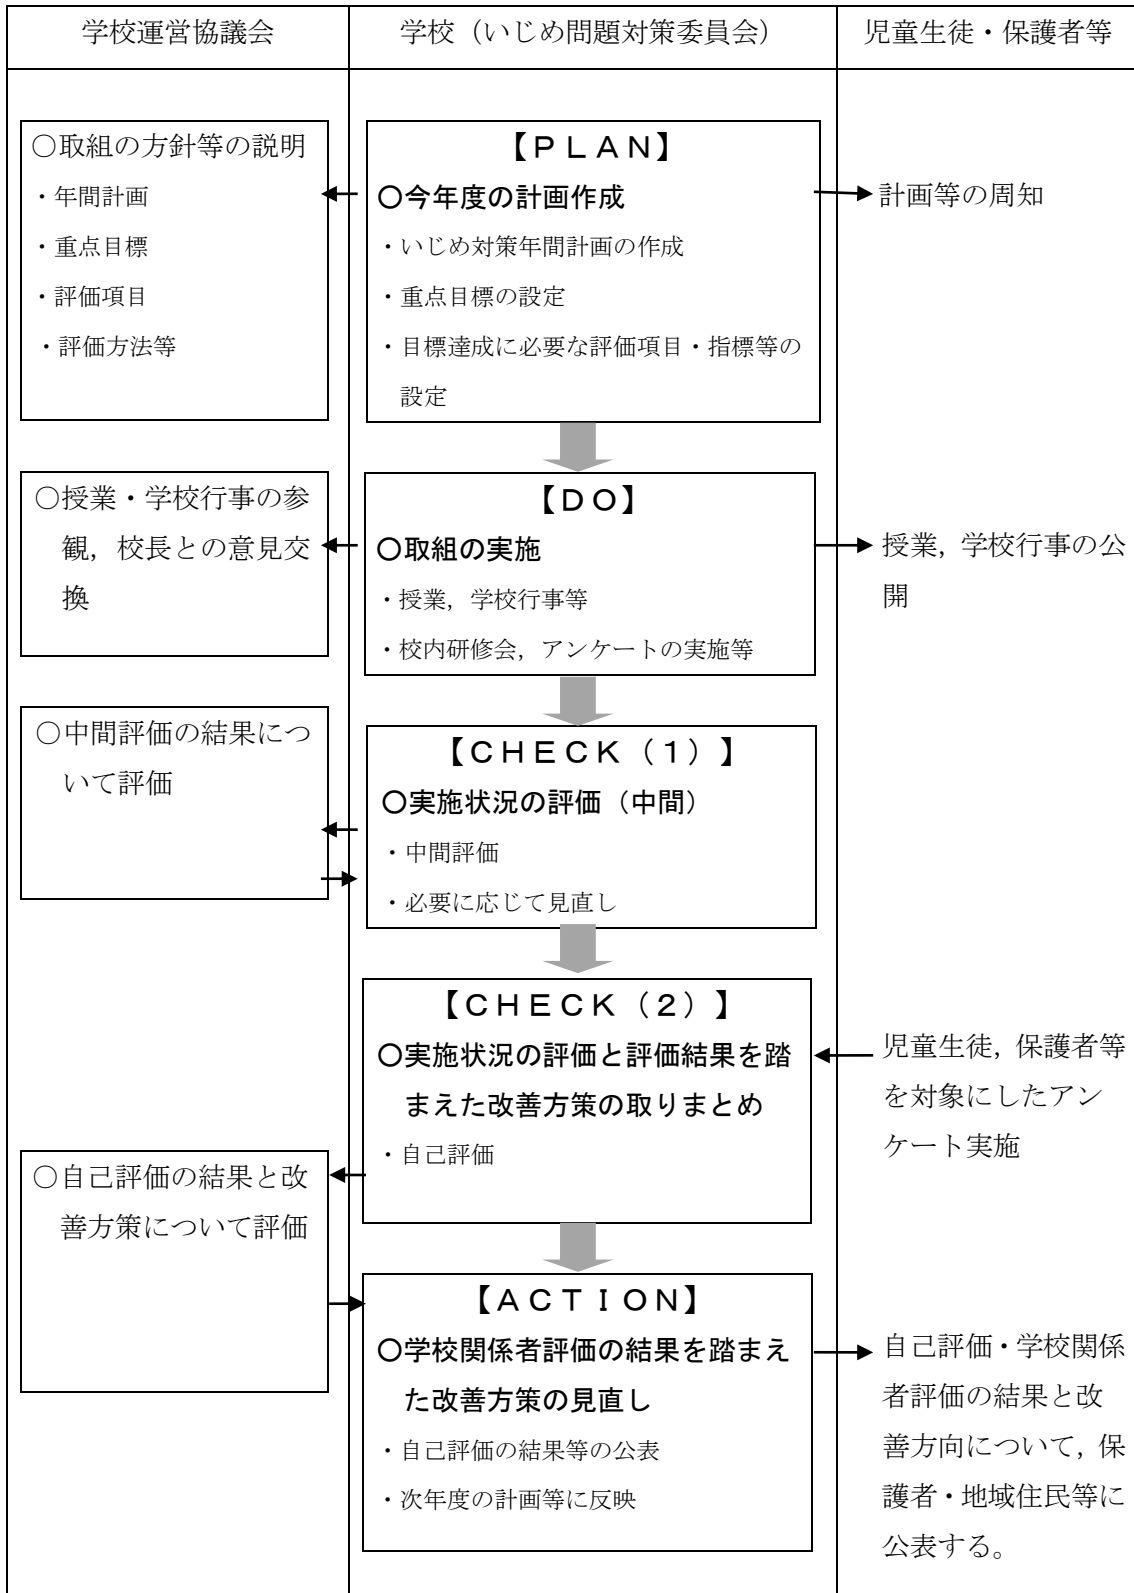 学校運営協議会
学校（いじめ問題対策委員会）
児童生徒・保護者等
○取組の方針等の説明
・年間計画
・重点目標
・評価項目
・評価方法等
【ＰＬＡＮ】
○今年度の計画作成
・いじめ対策年間計画の作成
・重点目標の設定
・目標達成に必要な評価項目・指標等の
設定
計画等の周知
○授業・学校行事の参
観，校長との意見交
換
【ＤＯ】
○取組の実施
・授業，学校行事等
・校内研修会，アンケートの実施等
授業，学校行事の公
開
○中間評価の結果につ
いて評価
【ＣＨＥＣＫ（１）】
○実施状況の評価（中間）
・中間評価
・必要に応じて見直し
【ＣＨＥＣＫ（２）】
○実施状況の評価と評価結果を踏
まえた改善方策の取りまとめ
・自己評価
児童生徒，保護者等
を対象にしたアン
ケート実施
○自己評価の結果と改
善方策について評価
【ＡＣＴＩＯＮ】
○学校関係者評価の結果を踏まえ
た改善方策の見直し
・自己評価の結果等の公表
・次年度の計画等に反映
自己評価・学校関係
者評価の結果と改
善方向について，保
護者・地域住民等に
公表する。